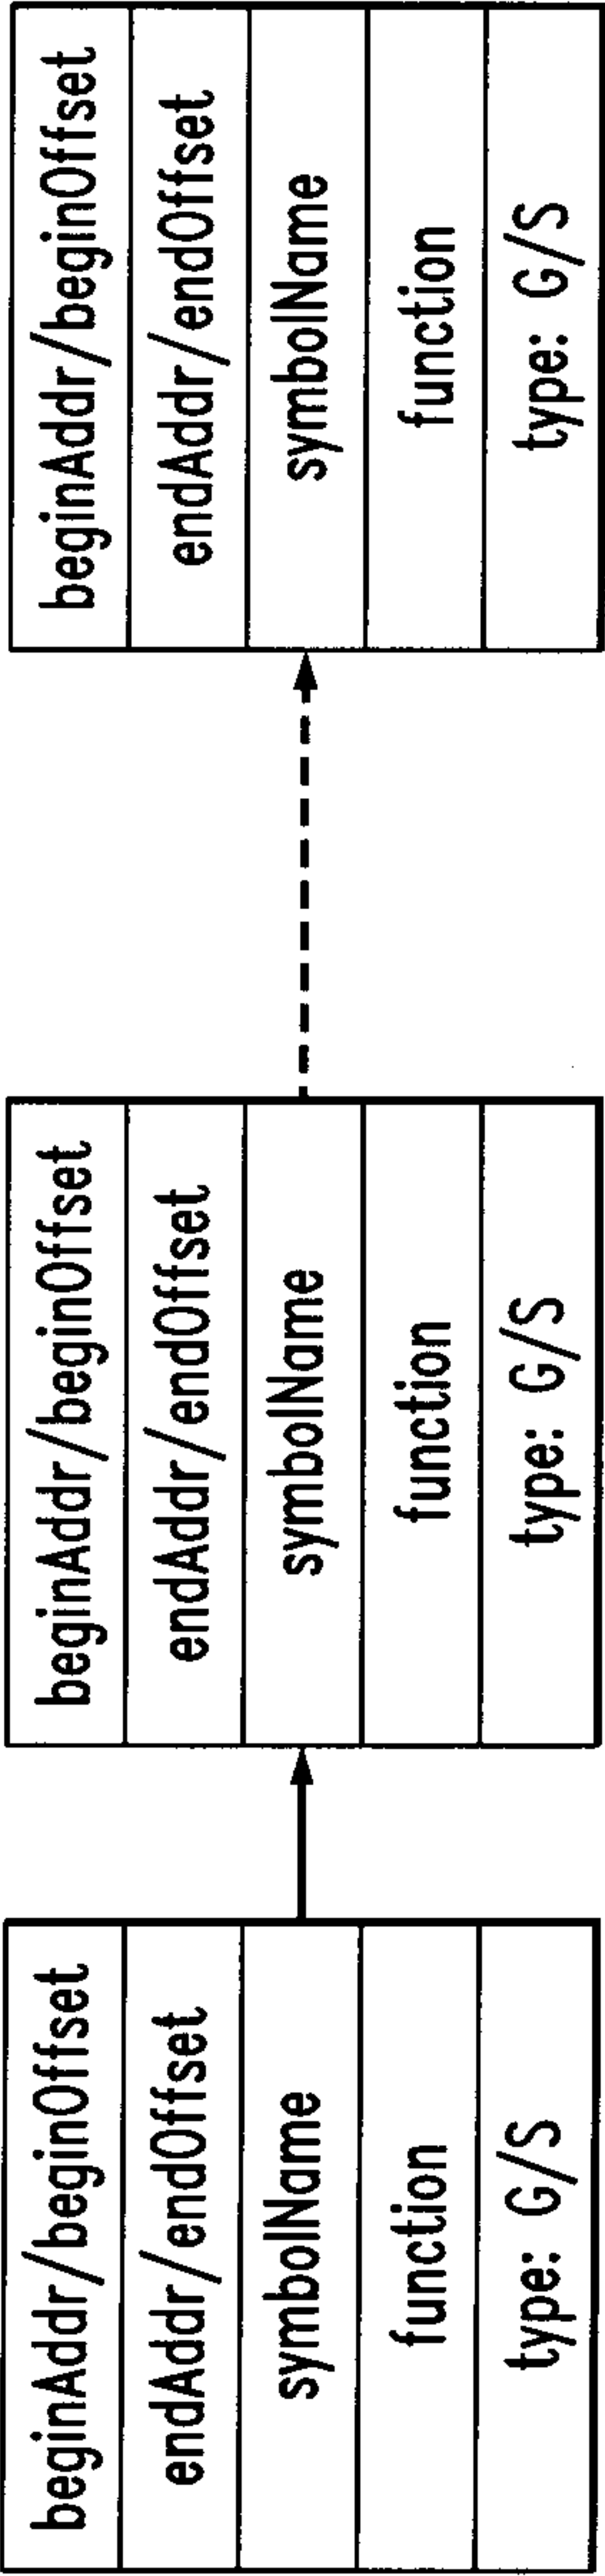 beginAddr/beginOffset
endAddr/endOffset
symbolName
function
type: G/S
beginAddr/beginOffset
endAddr/endOffset
symbolName
function
type: G/S
beginAddr/beginOffset
endAddr/endOffset
symbolName
function
type: G/S